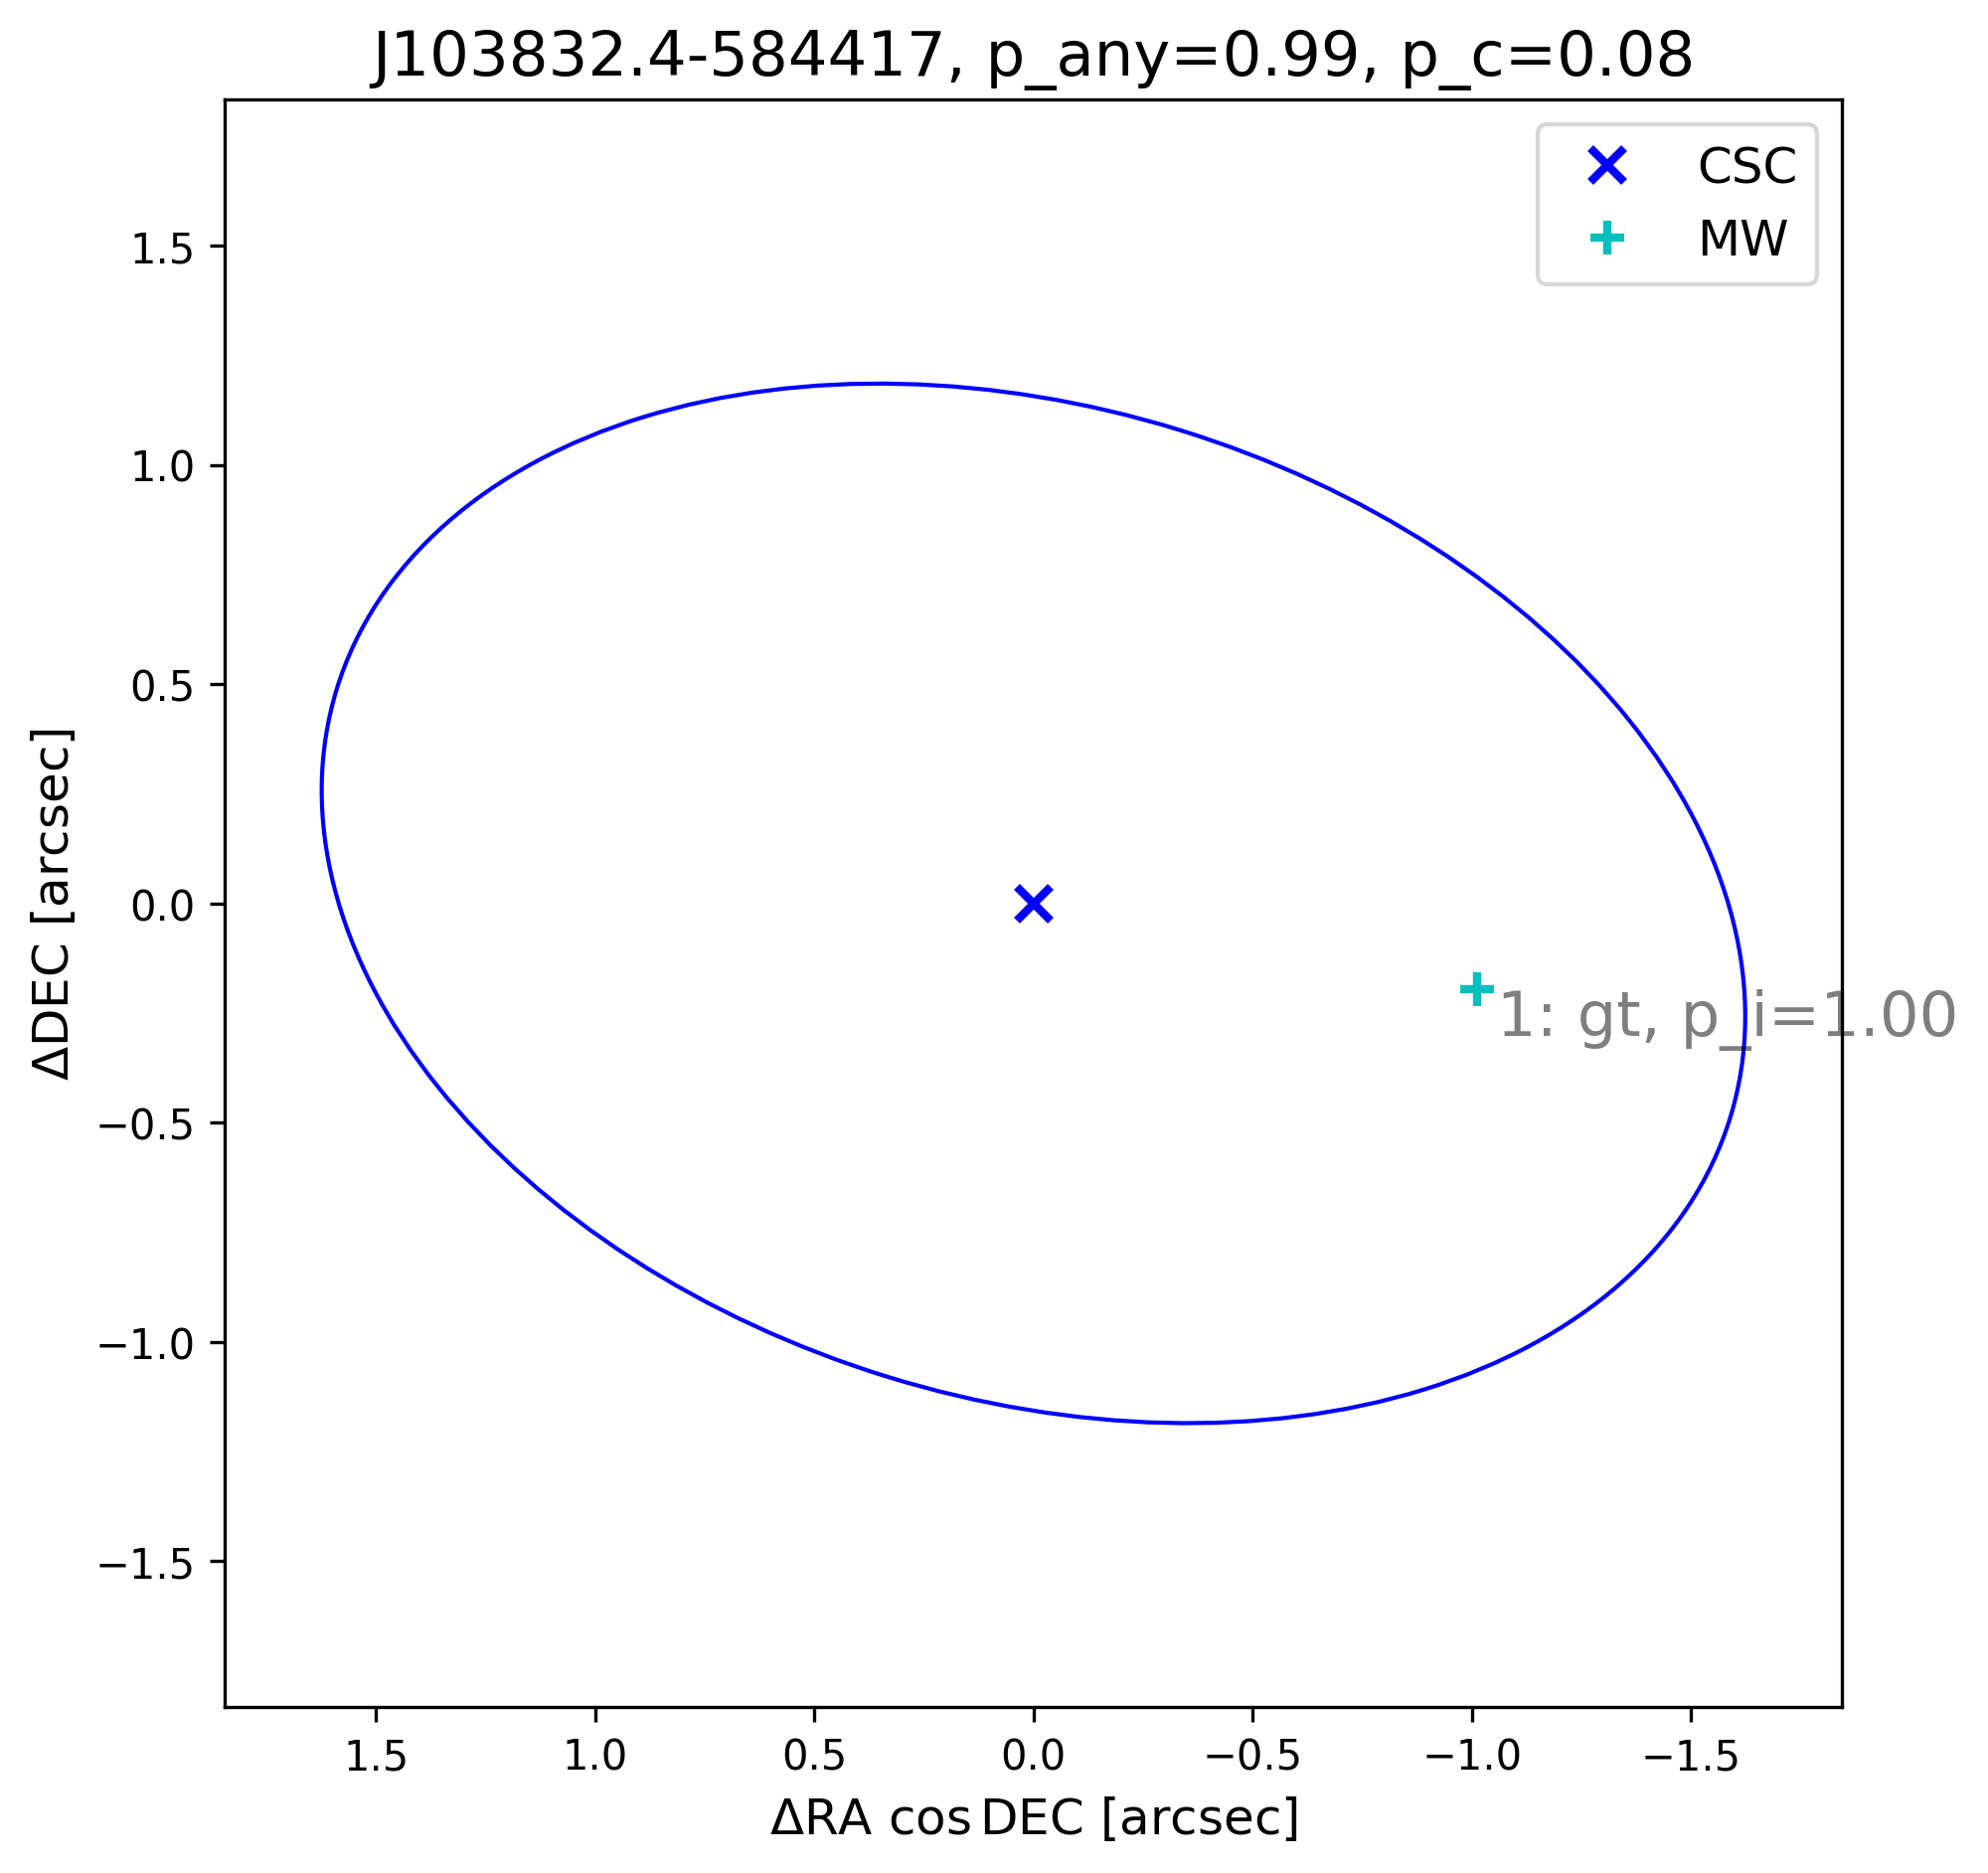 J103832.4-584417, p_any=0.99, p_c=0.08
CSC
MW
1.5
1.0
0.5
0.0
−0.5
−1.0
−1.5
ΔDEC [arcsec]
1: gt, p_i=1.00
1.5 1.0 0.5 0.0 −0.5 −1.0 −1.5
ΔRA cos DEC [arcsec]